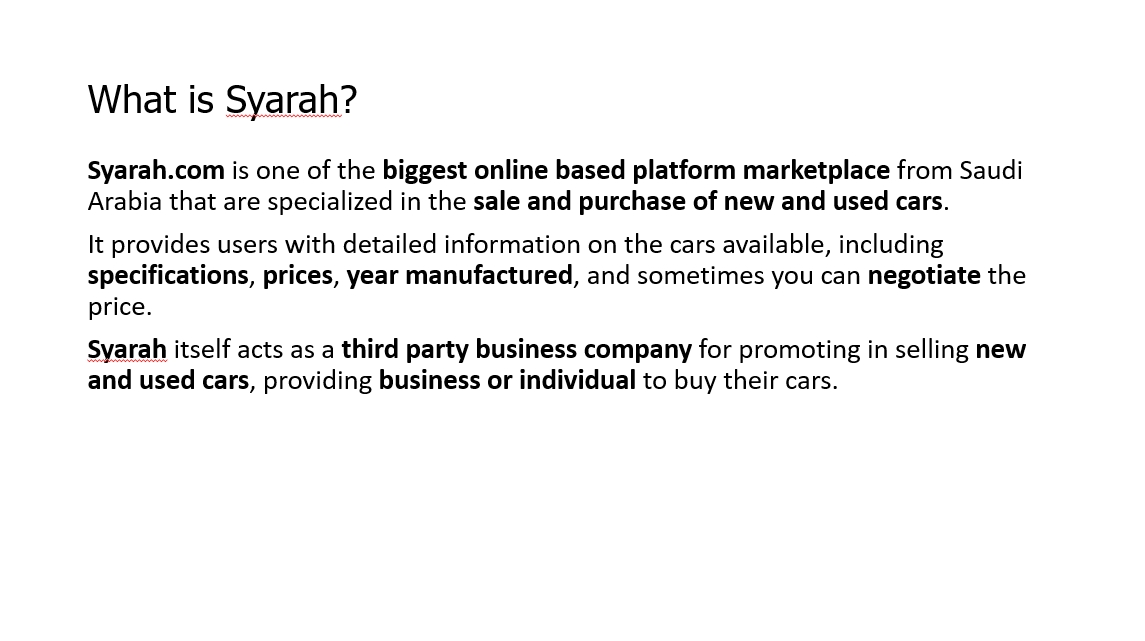 What is Syarah?
Syarah.com is one of the biggest online based platform marketplace from Saudi
Arabia that are specialized in the sale and purchase of new and used cars.
It provides users with detailed information on the cars available, including
specifications, prices, year manufactured, and sometimes you can negotiate the
price.
Syarah itself acts as a third party business company for promoting in selling new
and used cars, providing business or individual to buy their cars.